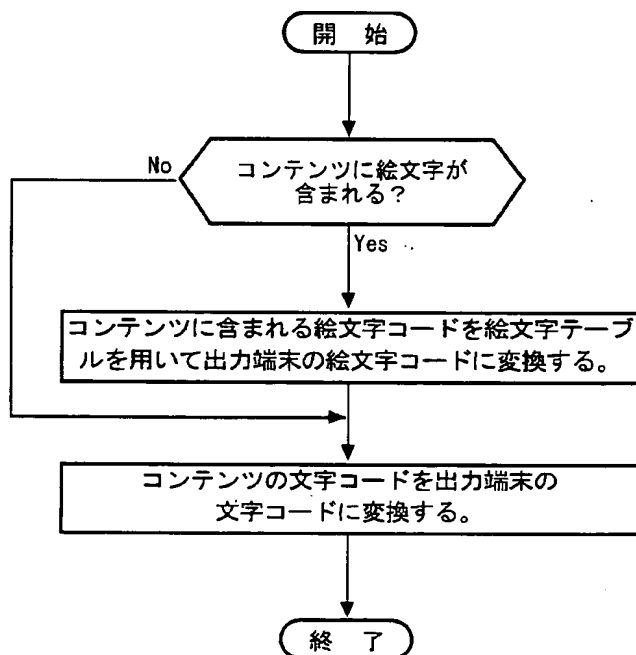 開 始
No
コンテンツに絵文字が
含まれる?
Yes
コンテンツに含まれる絵文字コードを絵文字テーブ
ルを用いて出力端末の絵文字コードに変換する。
コンテンツの文字コードを出力端末の
文字コードに変換する。
終 了